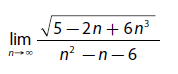 lim n→∞ √(5 − 2n + 6n³) / (n² − n − 6)